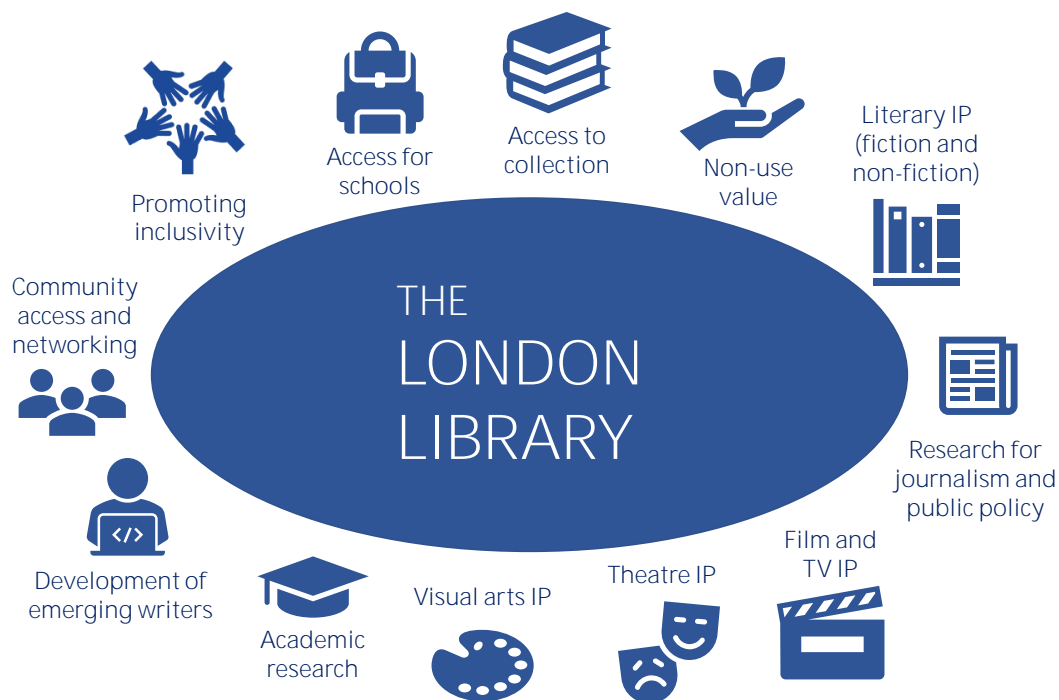 Access to
collection
Access for
schools
Non-use
value
Literary IP
(fiction and
non-fiction)
Promoting
inclusivity
Community
access and
networking
THE
LONDON
LIBRARY
Research for
journalism and
public policy
</>
Development of
emerging writers
Academic
research
Visual arts IP
Theatre IP
Film and
TV IP